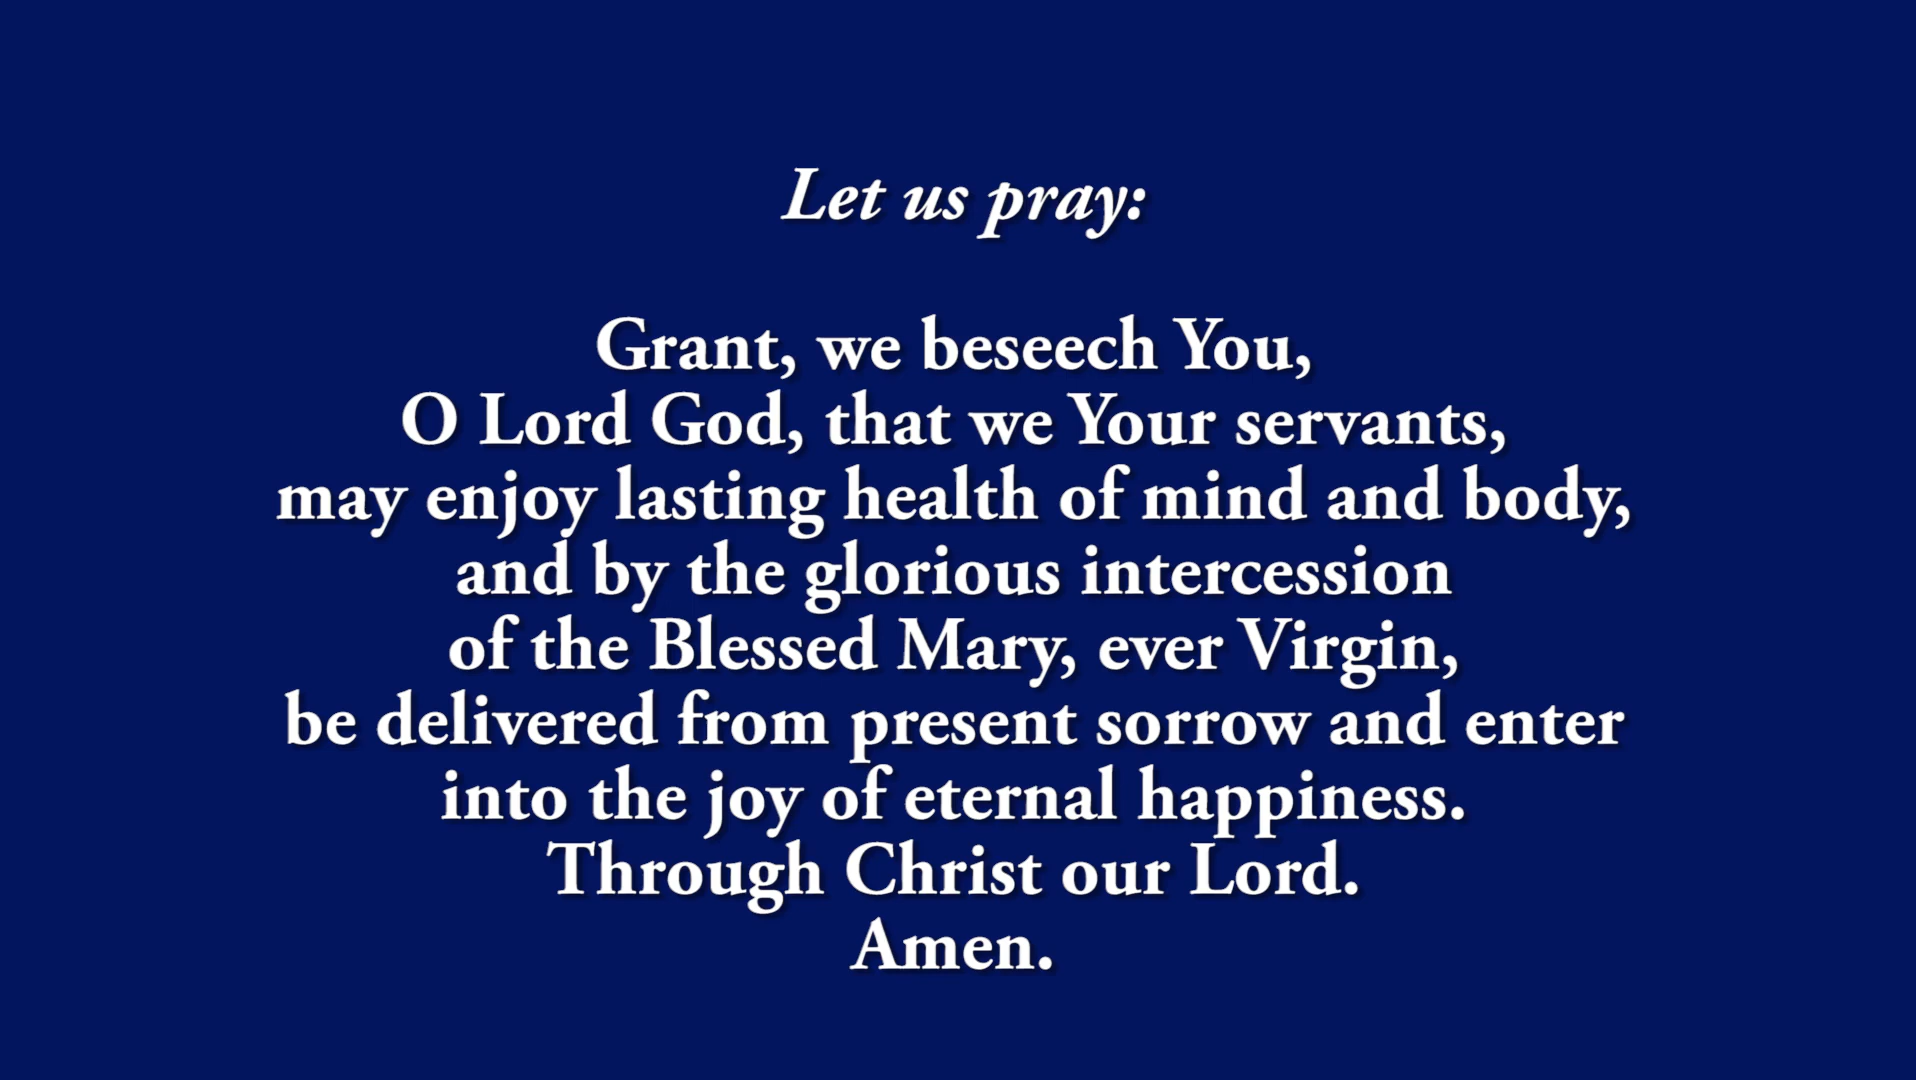 Let us pray:
Grant, we beseech You,
O Lord God, that we Your servants,
may enjoy lasting health of mind and body,
and by the glorious intercession
of the Blessed Mary, ever Virgin,
be delivered from present sorrow and enter
into the joy of eternal happiness.
Through Christ our Lord.
Amen.